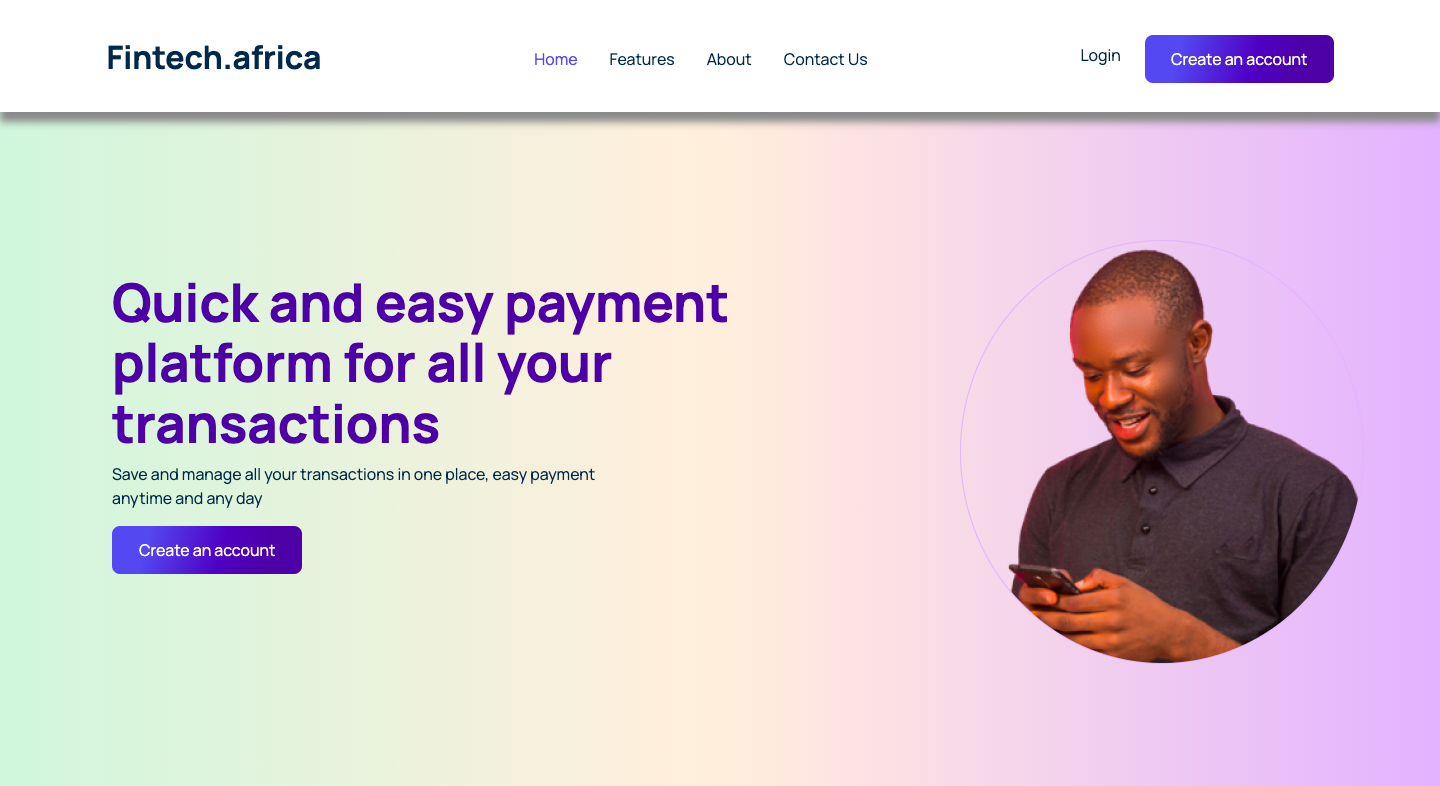 Fintech.africa
Home
Features
About
Contact Us
Login
Create an account
Quick and easy payment
platform for all your
transactions
Save and manage all your transactions in one place, easy payment
anytime and any day
Create an account